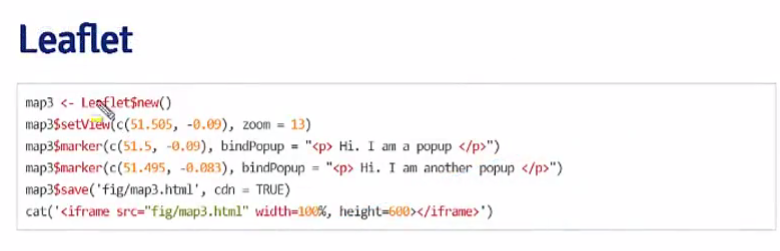 Leaflet
map3 <- Leaflet$new()
map3$setView(c(51.505, -0.09), zoom = 13)
map3$marker(c(51.5, -0.09), bindPopup = "<p> Hi. I am a popup </p>")
map3$marker(c(51.495, -0.083), bindPopup = "<p> Hi. I am another popup </p>")
map3$save('fig/map3.html', cdn = TRUE)
cat('<iframe src="fig/map3.html" width=100%, height=600></iframe>')